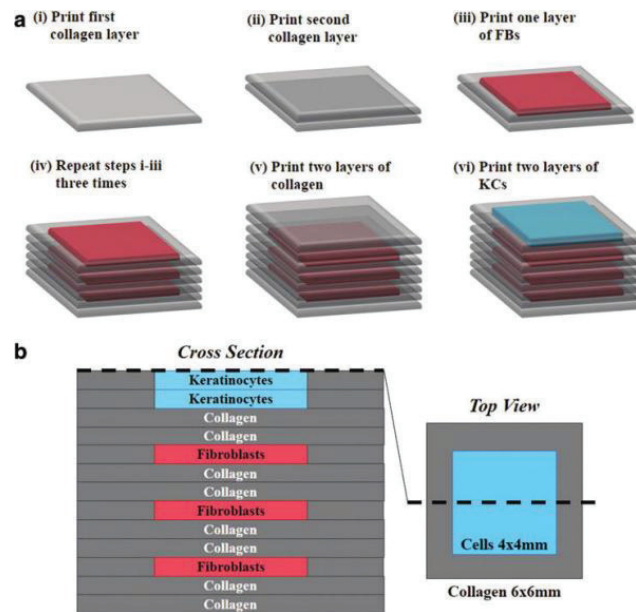 a
(i) Print first
collagen layer
(ii) Print second
collagen layer
(iii) Print one layer
of FBs
(iv) Repeat steps i-iii
three times
(v) Print two layers of
collagen
(vi) Print two layers of
KCs
b
Cross Section
Keratinocytes
Keratinocytes
Collagen
Collagen
Fibroblasts
Collagen
Collagen
Fibroblasts
Collagen
Collagen
Fibroblasts
Collagen
Collagen
Top View
Cells 4x4mm
Collagen 6x6mm